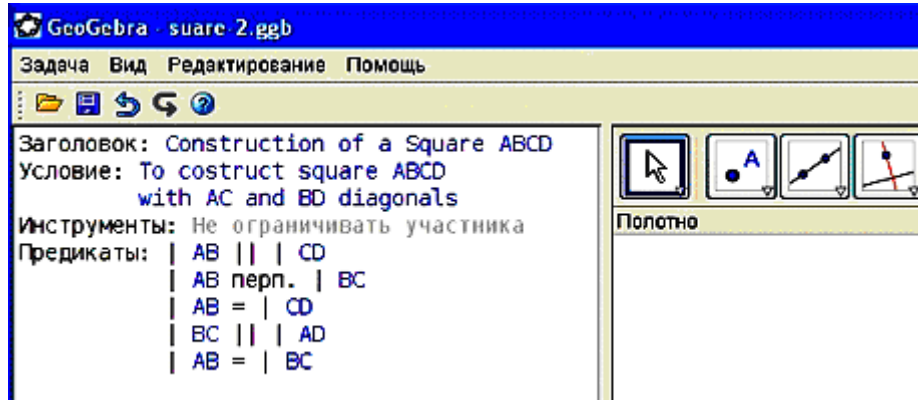 GeoGebra - suare-2.ggb
Задача Вид Редактирование Помощь
Заголовок: Construction of a Square ABCD
Условие: To costruct square ABCD
with AC and BD diagonals
Инструменты: Не ограничивать участника
Предикаты: | AB || | CD
| AB перп. | BC
| AB = | CD
| BC || | AD
| AB = | BC
A
Полотно